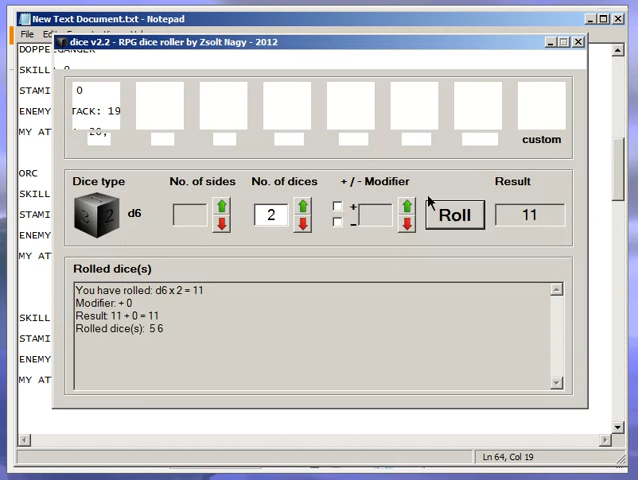 New Text Document.txt - Notepad
File
dice v2.2 - RPG dice roller by Zsolt Nagy - 2012
SKILL
STAMI
0
ENEMY
TACK: 19
MY AT
20,
custom
ORC
SKILL
STAMI
ENEMY
MY AT
Dice type
No. of sides
No. of dices
+ / - Modifier
Result
d6
2
+
-
Roll
11
Rolled dice(s)
You have rolled: d6 x 2 = 11
Modifier: + 0
Result: 11 + 0 = 11
Rolled dice(s): 5 6
SKILL
STAMI
ENEMY
MY AT
Ln 64, Col 19